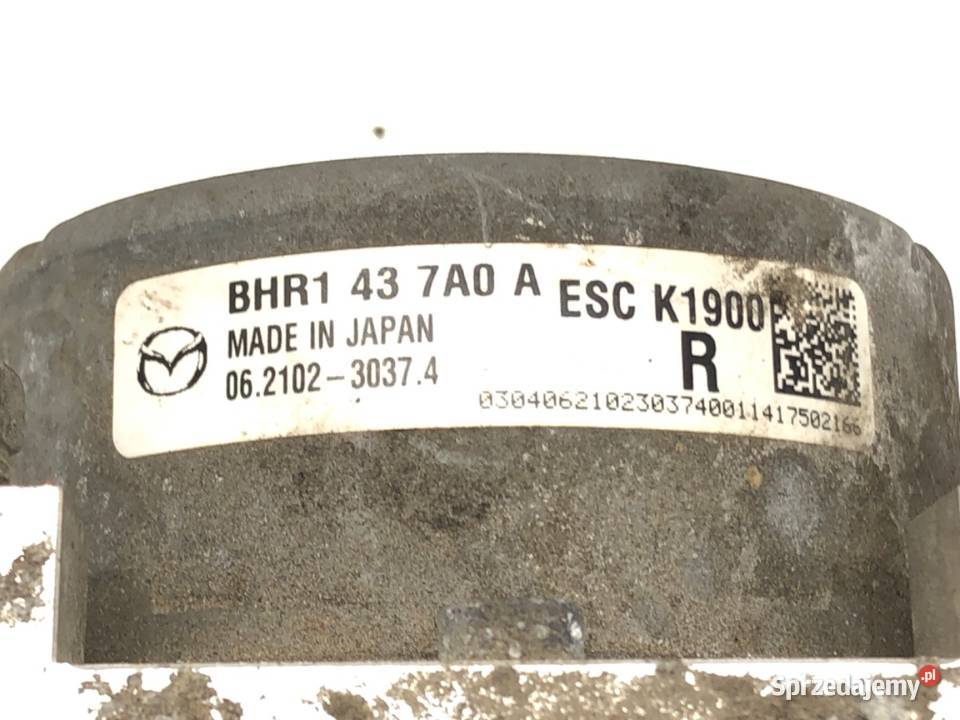 BHR1 43 7A0 A ESC K1900
MADE IN JAPAN R
06.2102-3037.4
0304062102303740011417502166
Sprzedajemy.pl